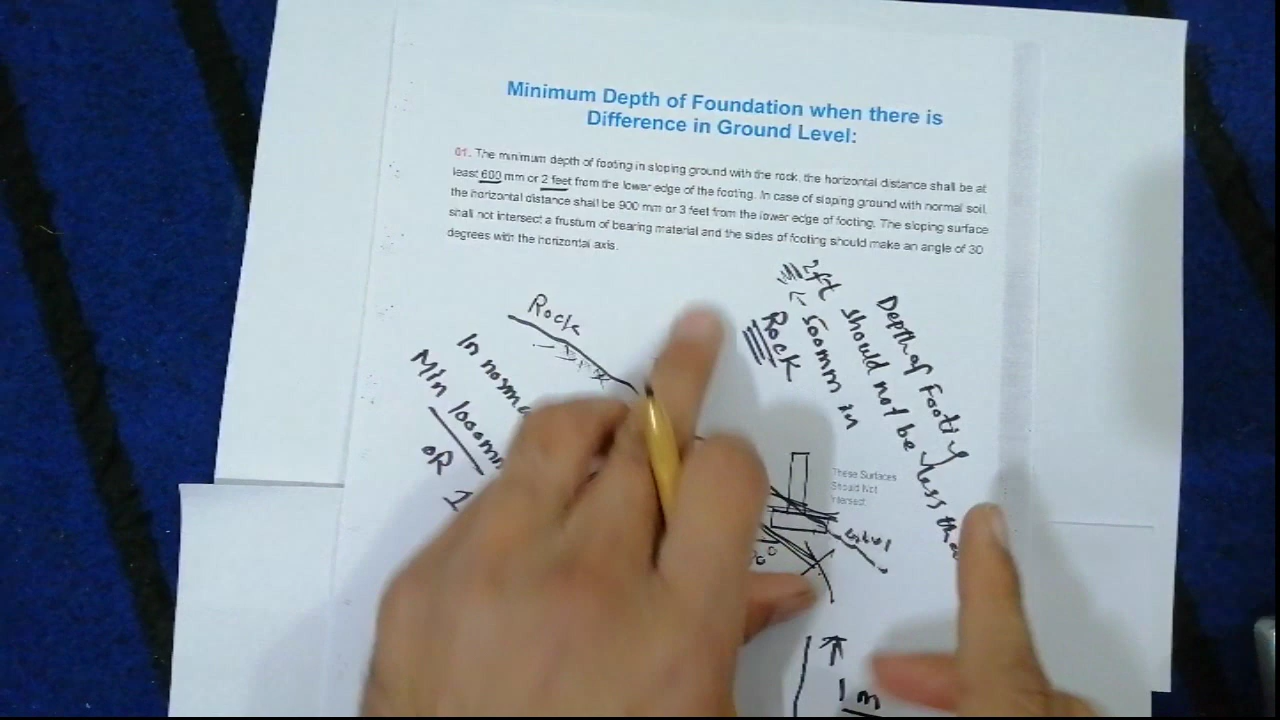 Minimum Depth of Foundation when there is
Difference in Ground Level:
01. The minimum depth of footing in sloping ground with the rock, the horizontal distance shall be at
least 600 mm or 2 feet from the lower edge of the footing. In case of sloping ground with normal soil,
the horizontal distance shall be 900 mm or 3 feet from the lower edge of footing. The sloping surface
shall not intersect a frustum of bearing material and the sides of footing should make an angle of 30
degrees with the horizontal axis.
Rock
In norma
Min 1000mm
OR
Depth of Footing
should not be less tha
2ft
500mm in
Rock
These Surfaces
Should Not
Intersect
1m